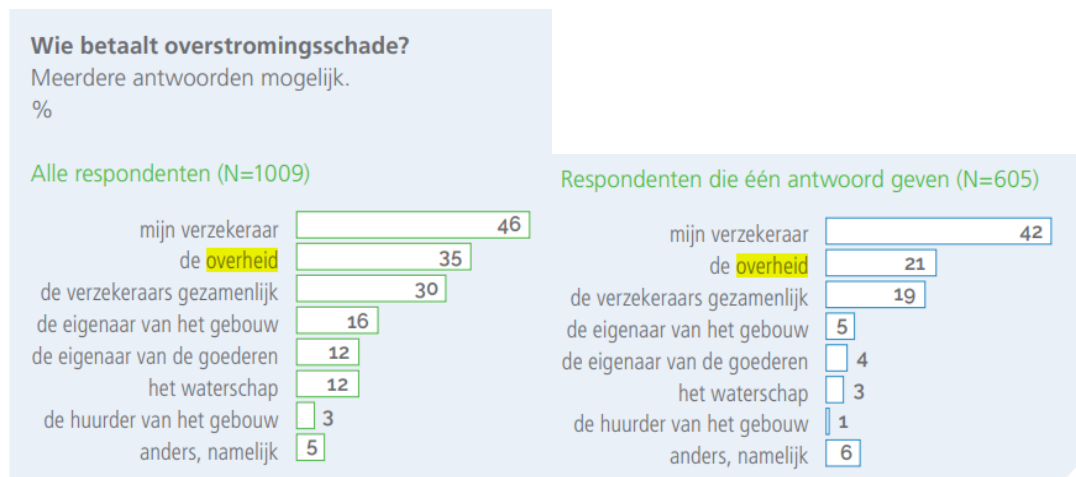 Wie betaalt overstromingsschade?
Meerdere antwoorden mogelijk.
%
Alle respondenten (N=1009)
mijn verzekeraar 46
de overheid 35
de verzekeraars gezamenlijk 30
de eigenaar van het gebouw 16
de eigenaar van de goederen 12
het waterschap 12
de huurder van het gebouw 3
anders, namelijk 5
Respondenten die één antwoord geven (N=605)
mijn verzekeraar 42
de overheid 21
de verzekeraars gezamenlijk 19
de eigenaar van het gebouw 5
de eigenaar van de goederen 4
het waterschap 3
de huurder van het gebouw 1
anders, namelijk 6